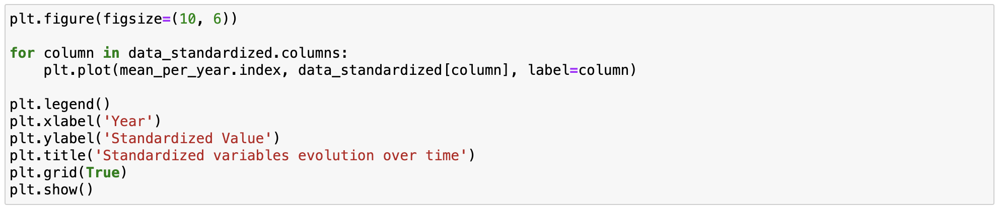 plt.figure(figsize=(10, 6))

for column in data_standardized.columns:
    plt.plot(mean_per_year.index, data_standardized[column], label=column)

plt.legend()
plt.xlabel('Year')
plt.ylabel('Standardized Value')
plt.title('Standardized variables evolution over time')
plt.grid(True)
plt.show()